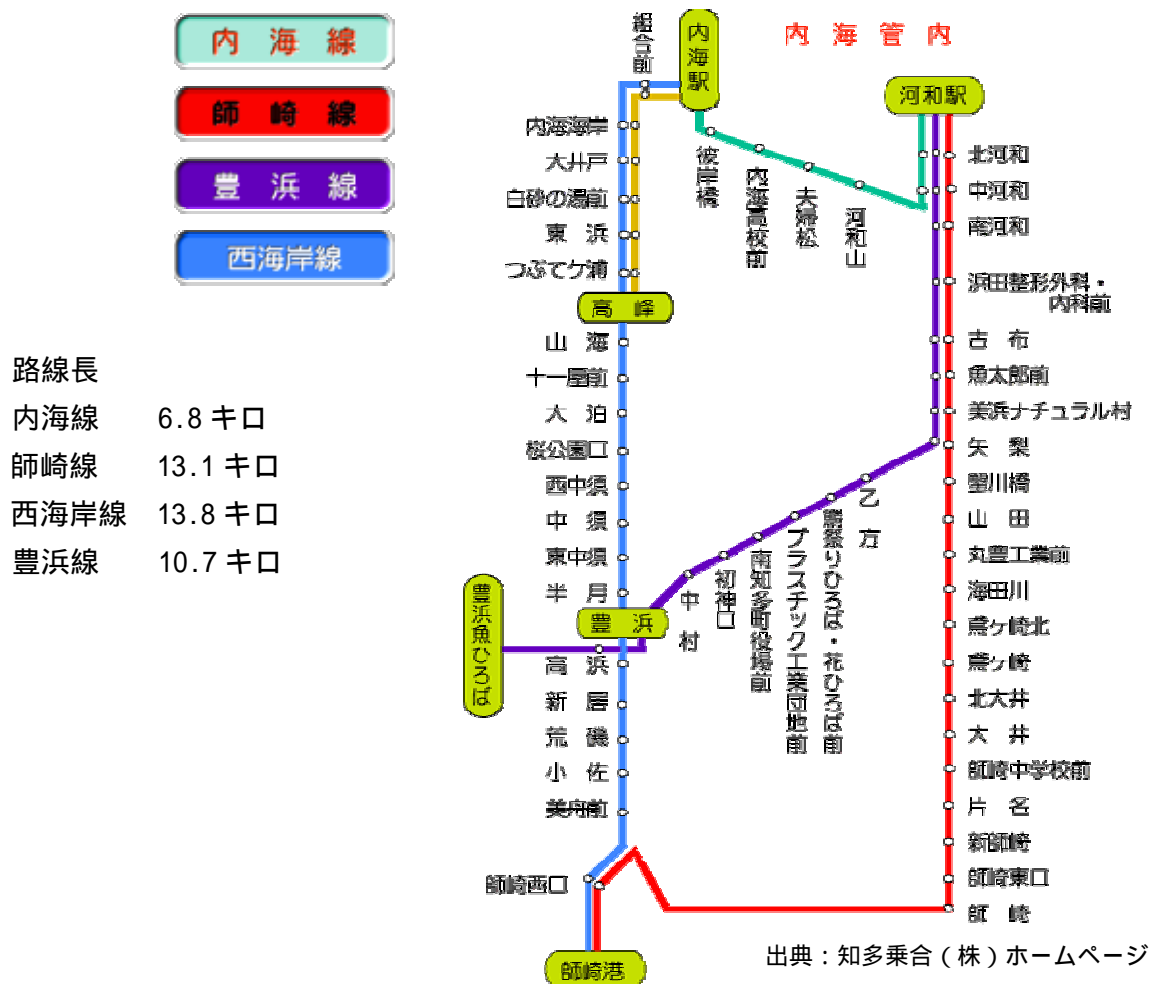 内海線
師崎線
豊浜線
西海岸線
路線長
内海線 6.8キロ
師崎線 13.1キロ
西海岸線 13.8キロ
豊浜線 10.7キロ
内海管内
組合前
内海駅
河和駅
内海海岸
大井戸
白砂の湯前
東浜
つぶてケ浦
高峰
山海
十一屋前
大泊
桜公園口
西中須
中須
東中須
半月
豊浜
高浜
新居
荒磯
小佐
美舟前
師崎西口
師崎港
豊浜魚ひろば
彼岸橋
内海高校前
夫婦松
河和山
北河和
中河和
南河和
浜田整形外科・
内科前
古布
魚太郎前
美浜ナチュラル村
矢梨
蟹川橋
山田
丸豊工業前
海田川
鳶ヶ崎北
鳶ヶ崎
北大井
大井
師崎中学校前
片名
新師崎
師崎東口
師崎
乙方
鯛祭りひろば・花ひろば前
プラスチック工業団地前
南知多町役場前
初神口
中村
出典：知多乗合（株）ホームページ